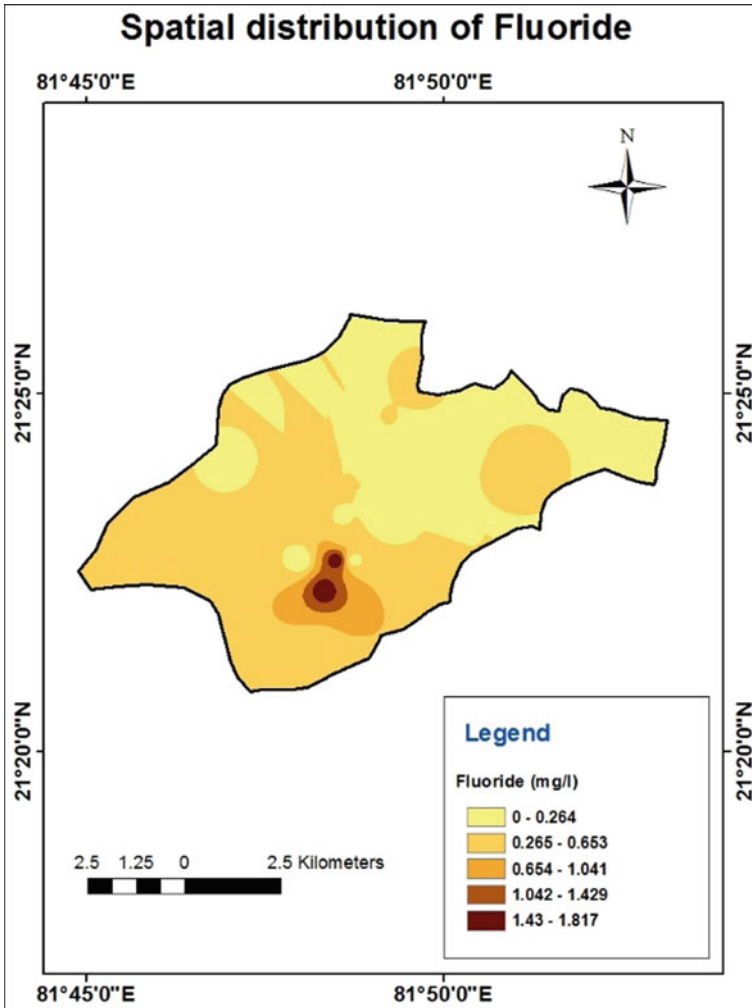 Spatial distribution of Fluoride
81°45'0"E 81°50'0"E
N
21°25'0"N 21°25'0"N
21°20'0"N 21°20'0"N
Legend
Fluoride (mg/l)
0 - 0.264
0.265 - 0.653
0.654 - 1.041
1.042 - 1.429
1.43 - 1.817
2.5 1.25 0 2.5 Kilometers
81°45'0"E 81°50'0"E